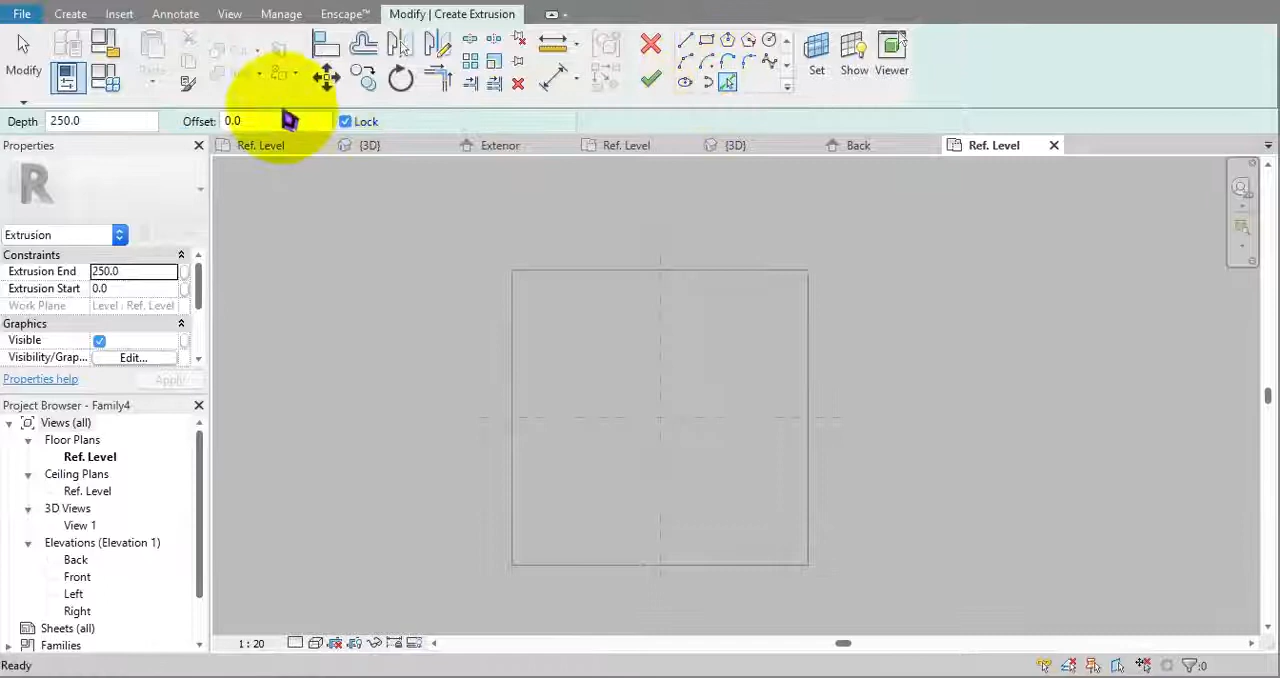 File Create Insert Annotate View Manage Enscape™ Modify | Create Extrusion
Modify Set Show Viewer
Depth 250.0 Offset: 0.0 Lock
Properties Ref. Level {3D} Exterior Ref. Level {3D} Back Ref. Level
R
Extrusion
Constraints
Extrusion End 250.0
Extrusion Start 0.0
Work Plane Level : Ref. Level
Graphics
Visible
Visibility/Grap... Edit...
Properties help Apply
Project Browser - Family4
Views (all)
Floor Plans
Ref. Level
Ceiling Plans
Ref. Level
3D Views
View 1
Elevations (Elevation 1)
Back
Front
Left
Right
Sheets (all)
Families
1 : 20
Ready :0